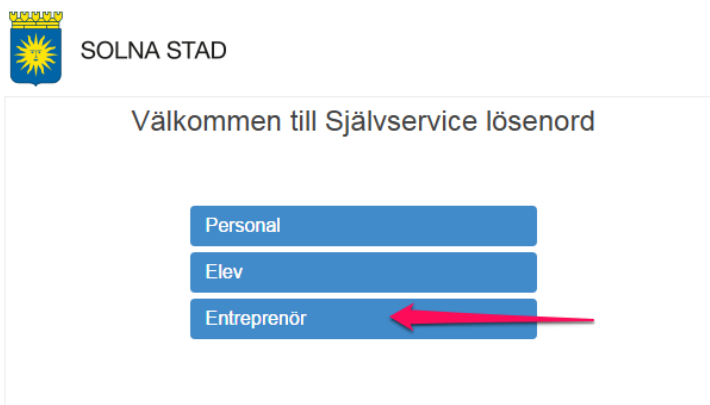 SOLNA STAD
Välkommen till Självservice lösenord
Personal
Elev
Entreprenör